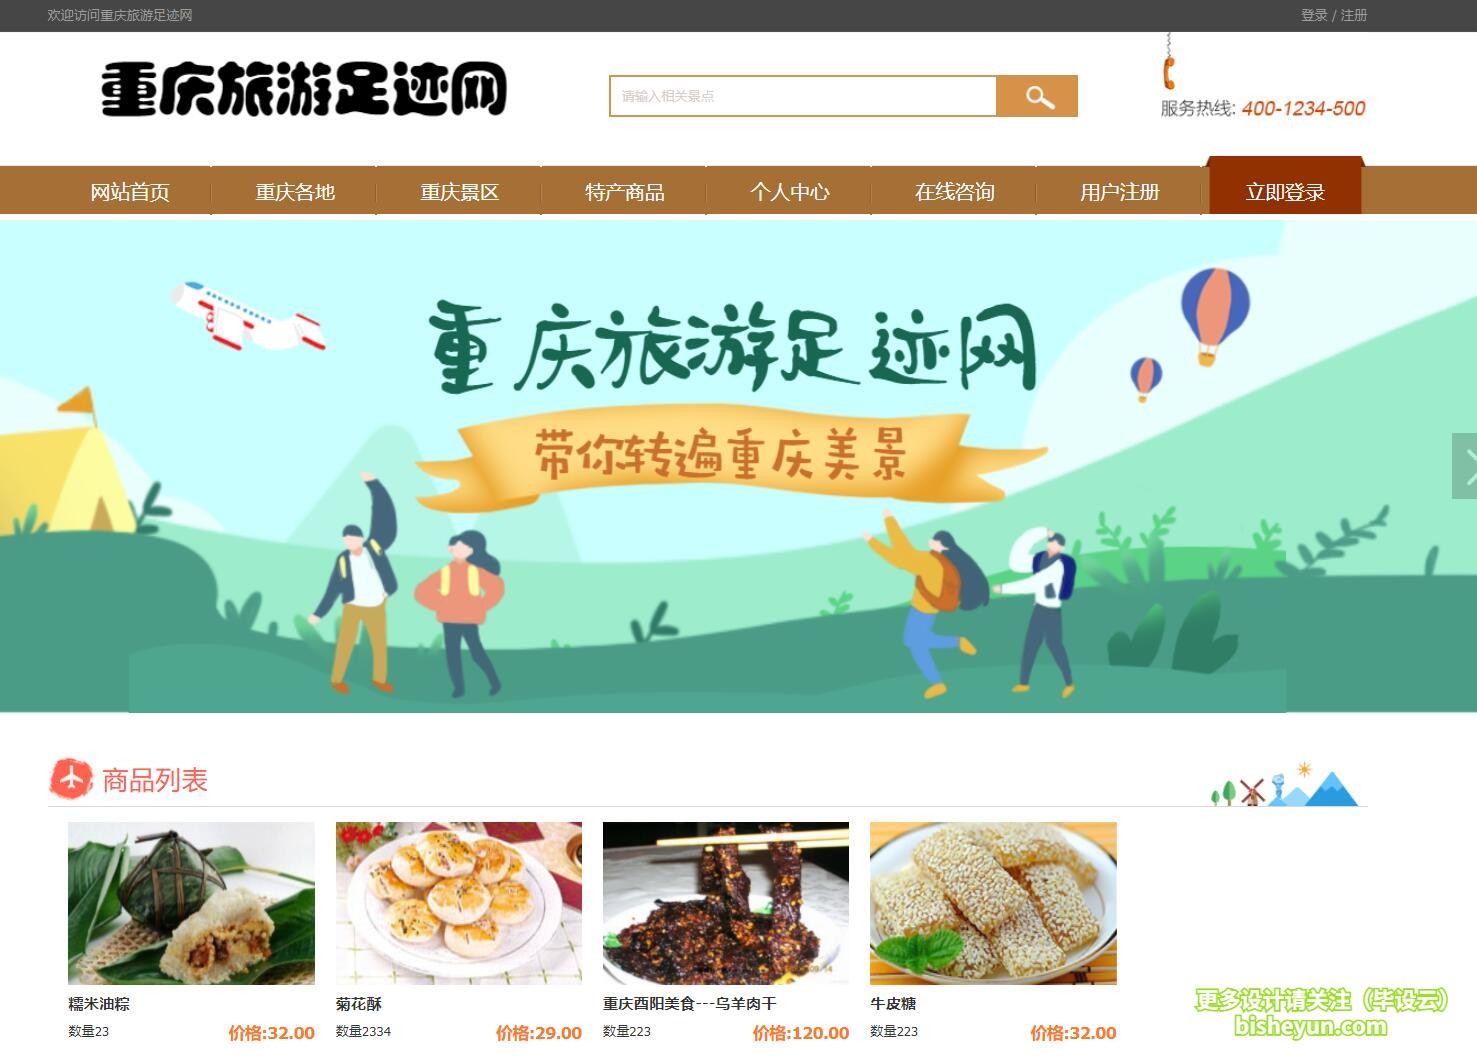 欢迎访问重庆旅游足迹网
登录 / 注册
重庆旅游足迹网
请输入相关景点
服务热线: 400-1234-500
网站首页 重庆各地 重庆景区 特产商品 个人中心 在线咨询 用户注册 立即登录
重庆旅游足迹网
带你转遍重庆美景
商品列表
糯米油粽
数量23 价格:32.00
菊花酥
数量2334 价格:29.00
重庆酉阳美食---乌羊肉干
数量223 价格:120.00
牛皮糖
数量223 价格:32.00
更多设计请关注（毕设云）
bisheyun.com